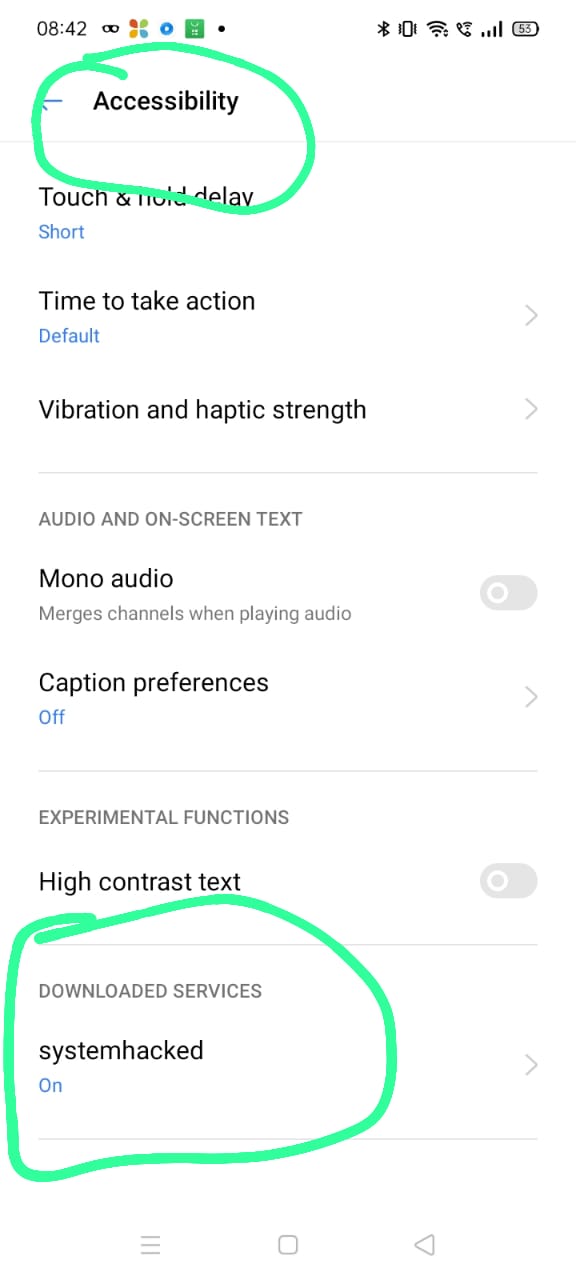 08:42
53
Accessibility
Touch & hold delay
Short
Time to take action
Default
Vibration and haptic strength
AUDIO AND ON-SCREEN TEXT
Mono audio
Merges channels when playing audio
Caption preferences
Off
EXPERIMENTAL FUNCTIONS
High contrast text
DOWNLOADED SERVICES
systemhacked
On